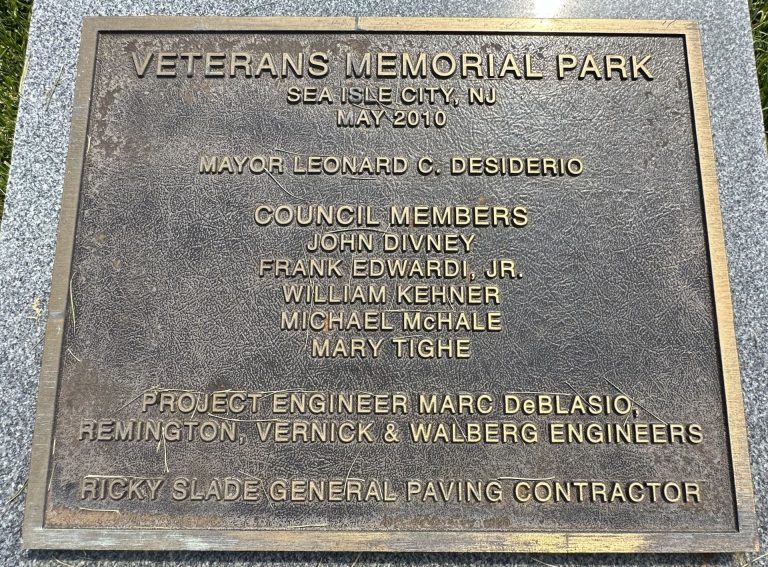 VETERANS MEMORIAL PARK
SEA ISLE CITY, NJ
MAY 2010
MAYOR LEONARD C. DESIDERIO
COUNCIL MEMBERS
JOHN DIVNEY
FRANK EDWARDI, JR.
WILLIAM KEHNER
MICHAEL McHALE
MARY TIGHE
PROJECT ENGINEER MARC DeBLASIO,
REMINGTON, VERNICK & WALBERG ENGINEERS
RICKY SLADE GENERAL PAVING CONTRACTOR